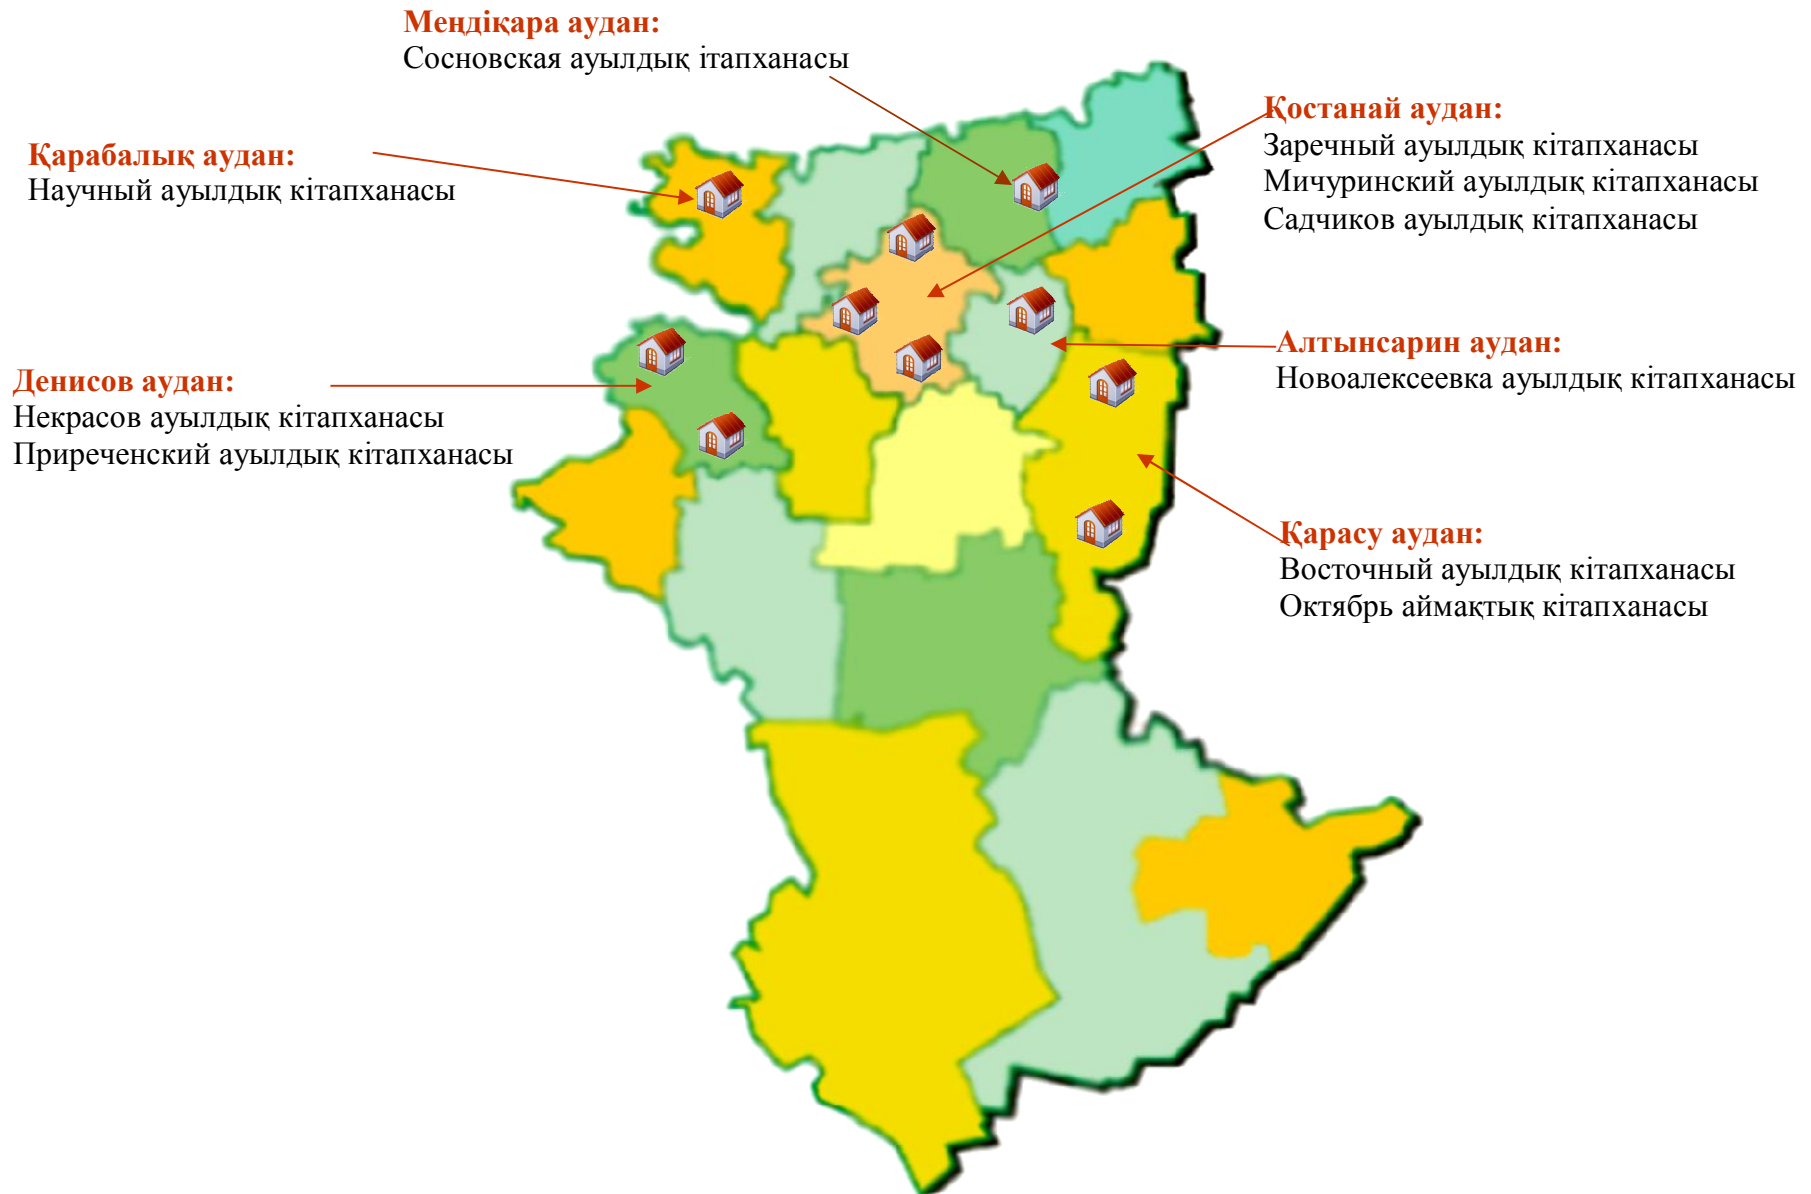 Меңдіқара аудан:
Сосновская ауылдық ітапханасы
Қостанай аудан:
Заречный ауылдық кітапханасы
Мичуринский ауылдық кітапханасы
Садчиков ауылдық кітапханасы
Қарабалық аудан:
Научный ауылдық кітапханасы
Алтынсарин аудан:
Новоалексеевка ауылдық кітапханасы
Денисов аудан:
Некрасов ауылдық кітапханасы
Приреченский ауылдық кітапханасы
Қарасу аудан:
Восточный ауылдық кітапханасы
Октябрь аймақтық кітапханасы